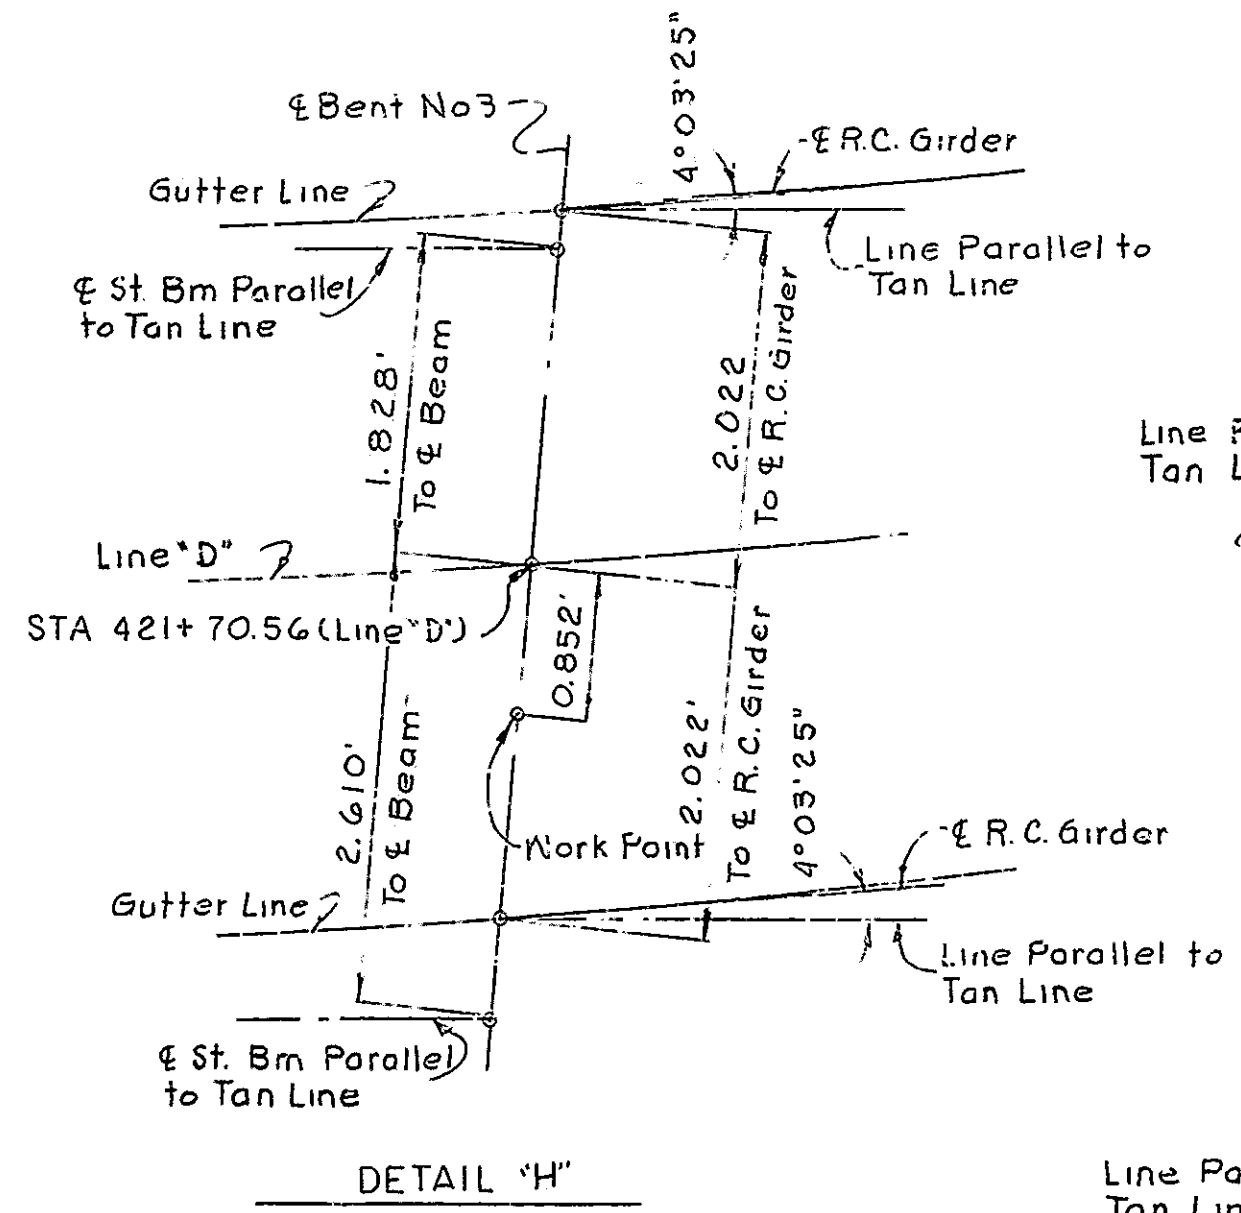 4°03'25"
℄ Bent No 3
℄ R.C. Girder
Gutter Line
Line Parallel to
Tan Line
℄ St. Bm Parallel
to Tan Line
1.828'
To ℄ Beam
2.022
To ℄ R.C. Girder
Line
Tan
Line "D"
STA 421+70.56 (Line "D")
0.852'
2.610'
To ℄ Beam
2.022'
To ℄ R.C. Girder
4°03'25"
Work Point
℄ R.C. Girder
Gutter Line
Line Parallel to
Tan Line
℄ St. Bm Parallel
to Tan Line
DETAIL "H"
Line Pa
Tan Lin